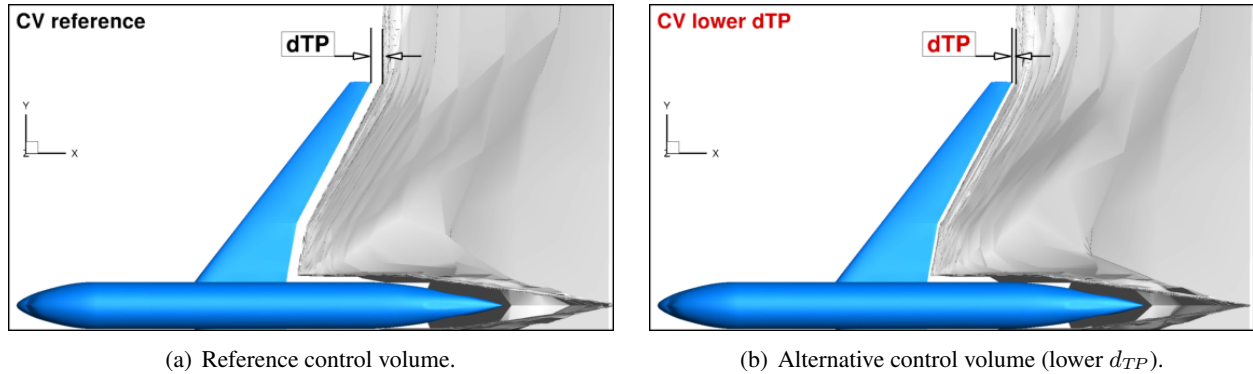 CV reference
dTP
Y
Z
X
CV lower dTP
dTP
Y
Z
X
(a) Reference control volume.
(b) Alternative control volume (lower dTP).